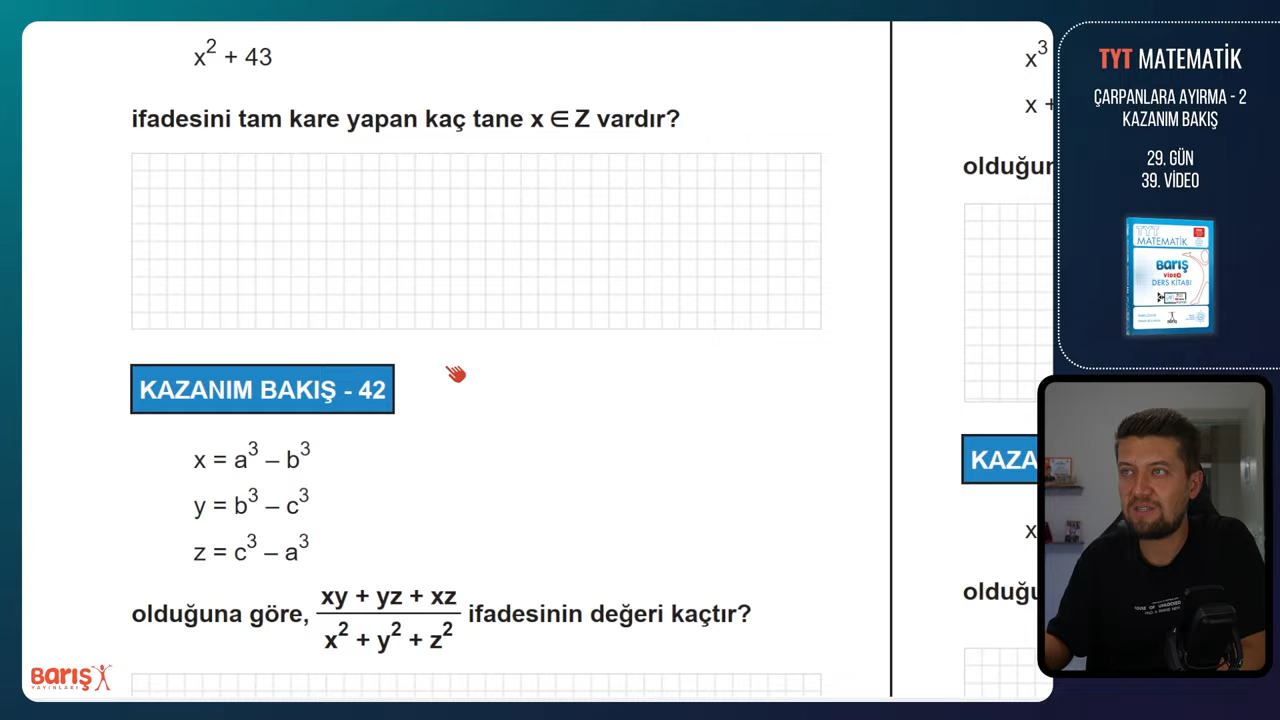 x² + 43
ifadesini tam kare yapan kaç tane x ∈ Z vardır?
KAZANIM BAKIŞ - 42
x = a³ – b³
y = b³ – c³
z = c³ – a³
olduğuna göre, xy + yz + xz / x² + y² + z² ifadesinin değeri kaçtır?
BARIŞ
YAYINLARI
x³
x +
olduğur
KAZA
x
olduğu
TYT MATEMATİK
ÇARPANLARA AYIRMA - 2
KAZANIM BAKIŞ
29. GÜN
39. VİDEO
TYT
MATEMATİK
BARIŞ
VİDEO
DERS KİTABI